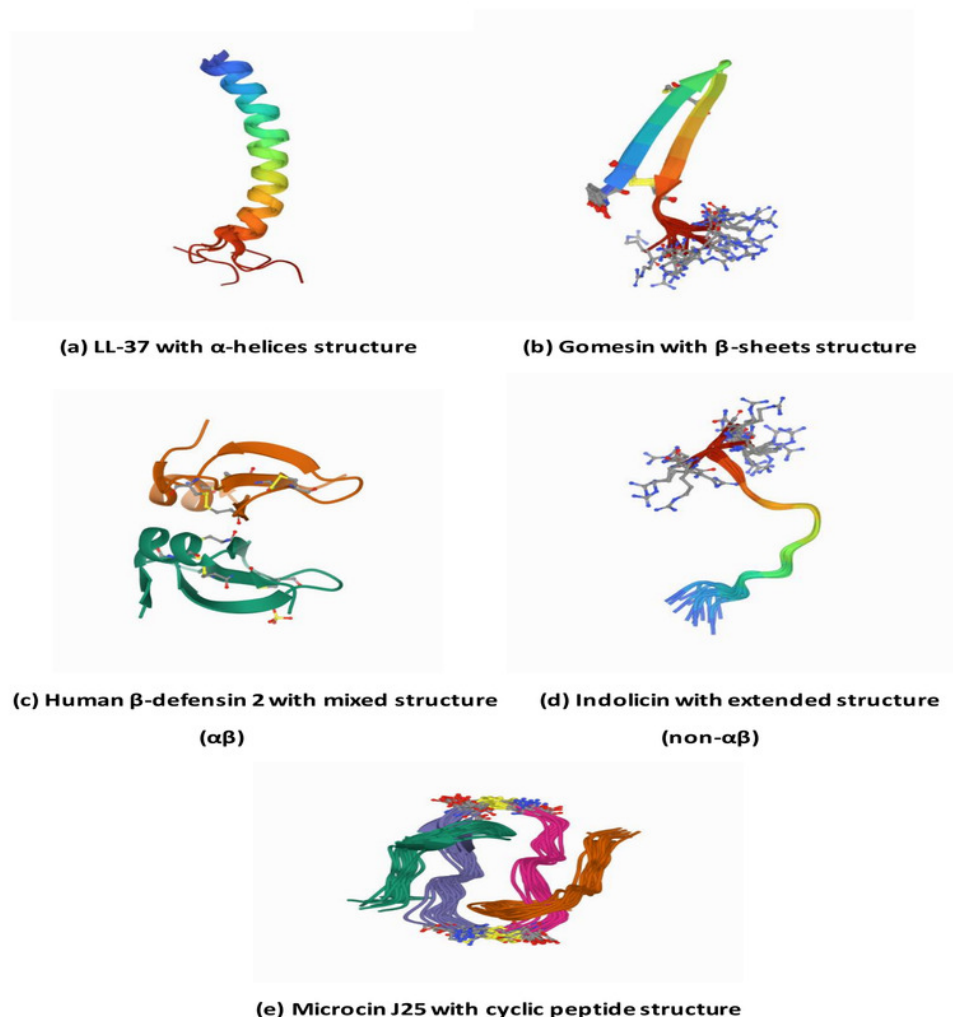 (a) LL-37 with α-helices structure
(b) Gomesin with β-sheets structure
(c) Human β-defensin 2 with mixed structure
(αβ)
(d) Indolicin with extended structure
(non-αβ)
(e) Microcin J25 with cyclic peptide structure